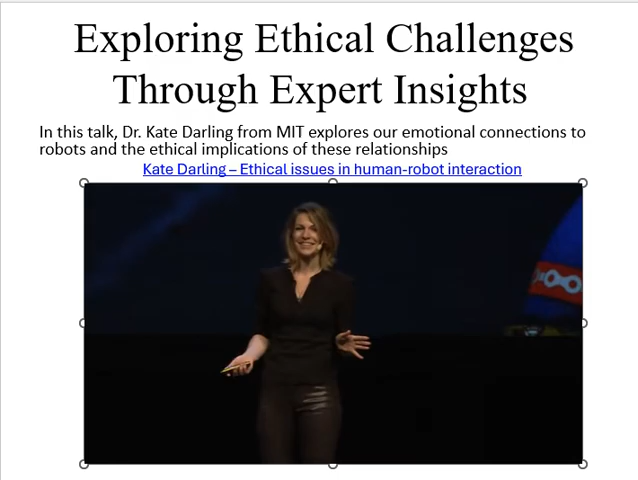 Exploring Ethical Challenges
Through Expert Insights
In this talk, Dr. Kate Darling from MIT explores our emotional connections to
robots and the ethical implications of these relationships
Kate Darling – Ethical issues in human-robot interaction